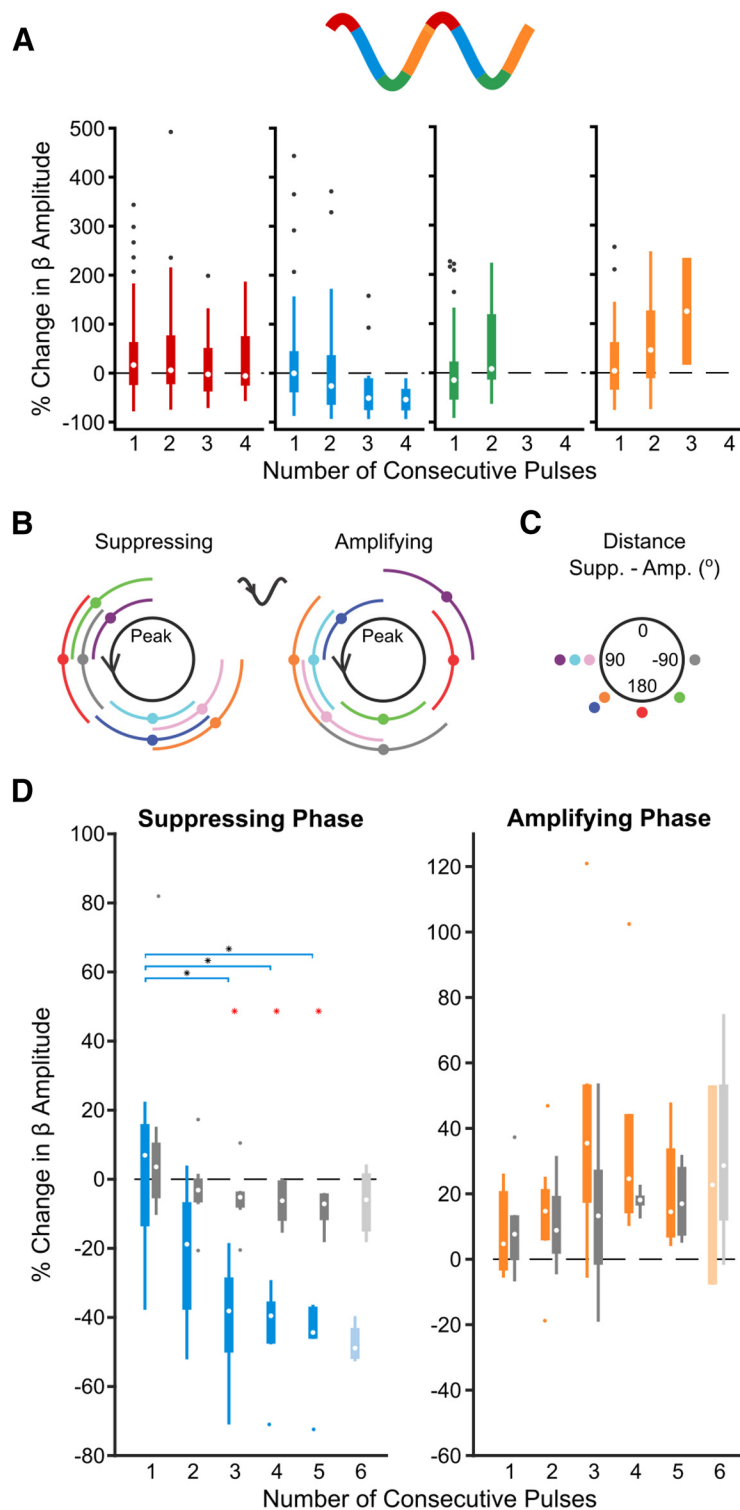 A
% Change in β Amplitude
500
400
300
200
100
0
-100
1 2 3 4 1 2 3 4 1 2 3 4 1 2 3 4
Number of Consecutive Pulses
B
Suppressing
Peak
Amplifying
Peak
C
Distance
Supp. - Amp. (º)
0
90 -90
180
D
Suppressing Phase
% Change in β Amplitude
100
80
60
40
20
0
-20
-40
-60
-80
* * *
* * *
1 2 3 4 5 6
Amplifying Phase
120
100
80
60
40
20
0
-20
-40
-60
1 2 3 4 5 6
Number of Consecutive Pulses